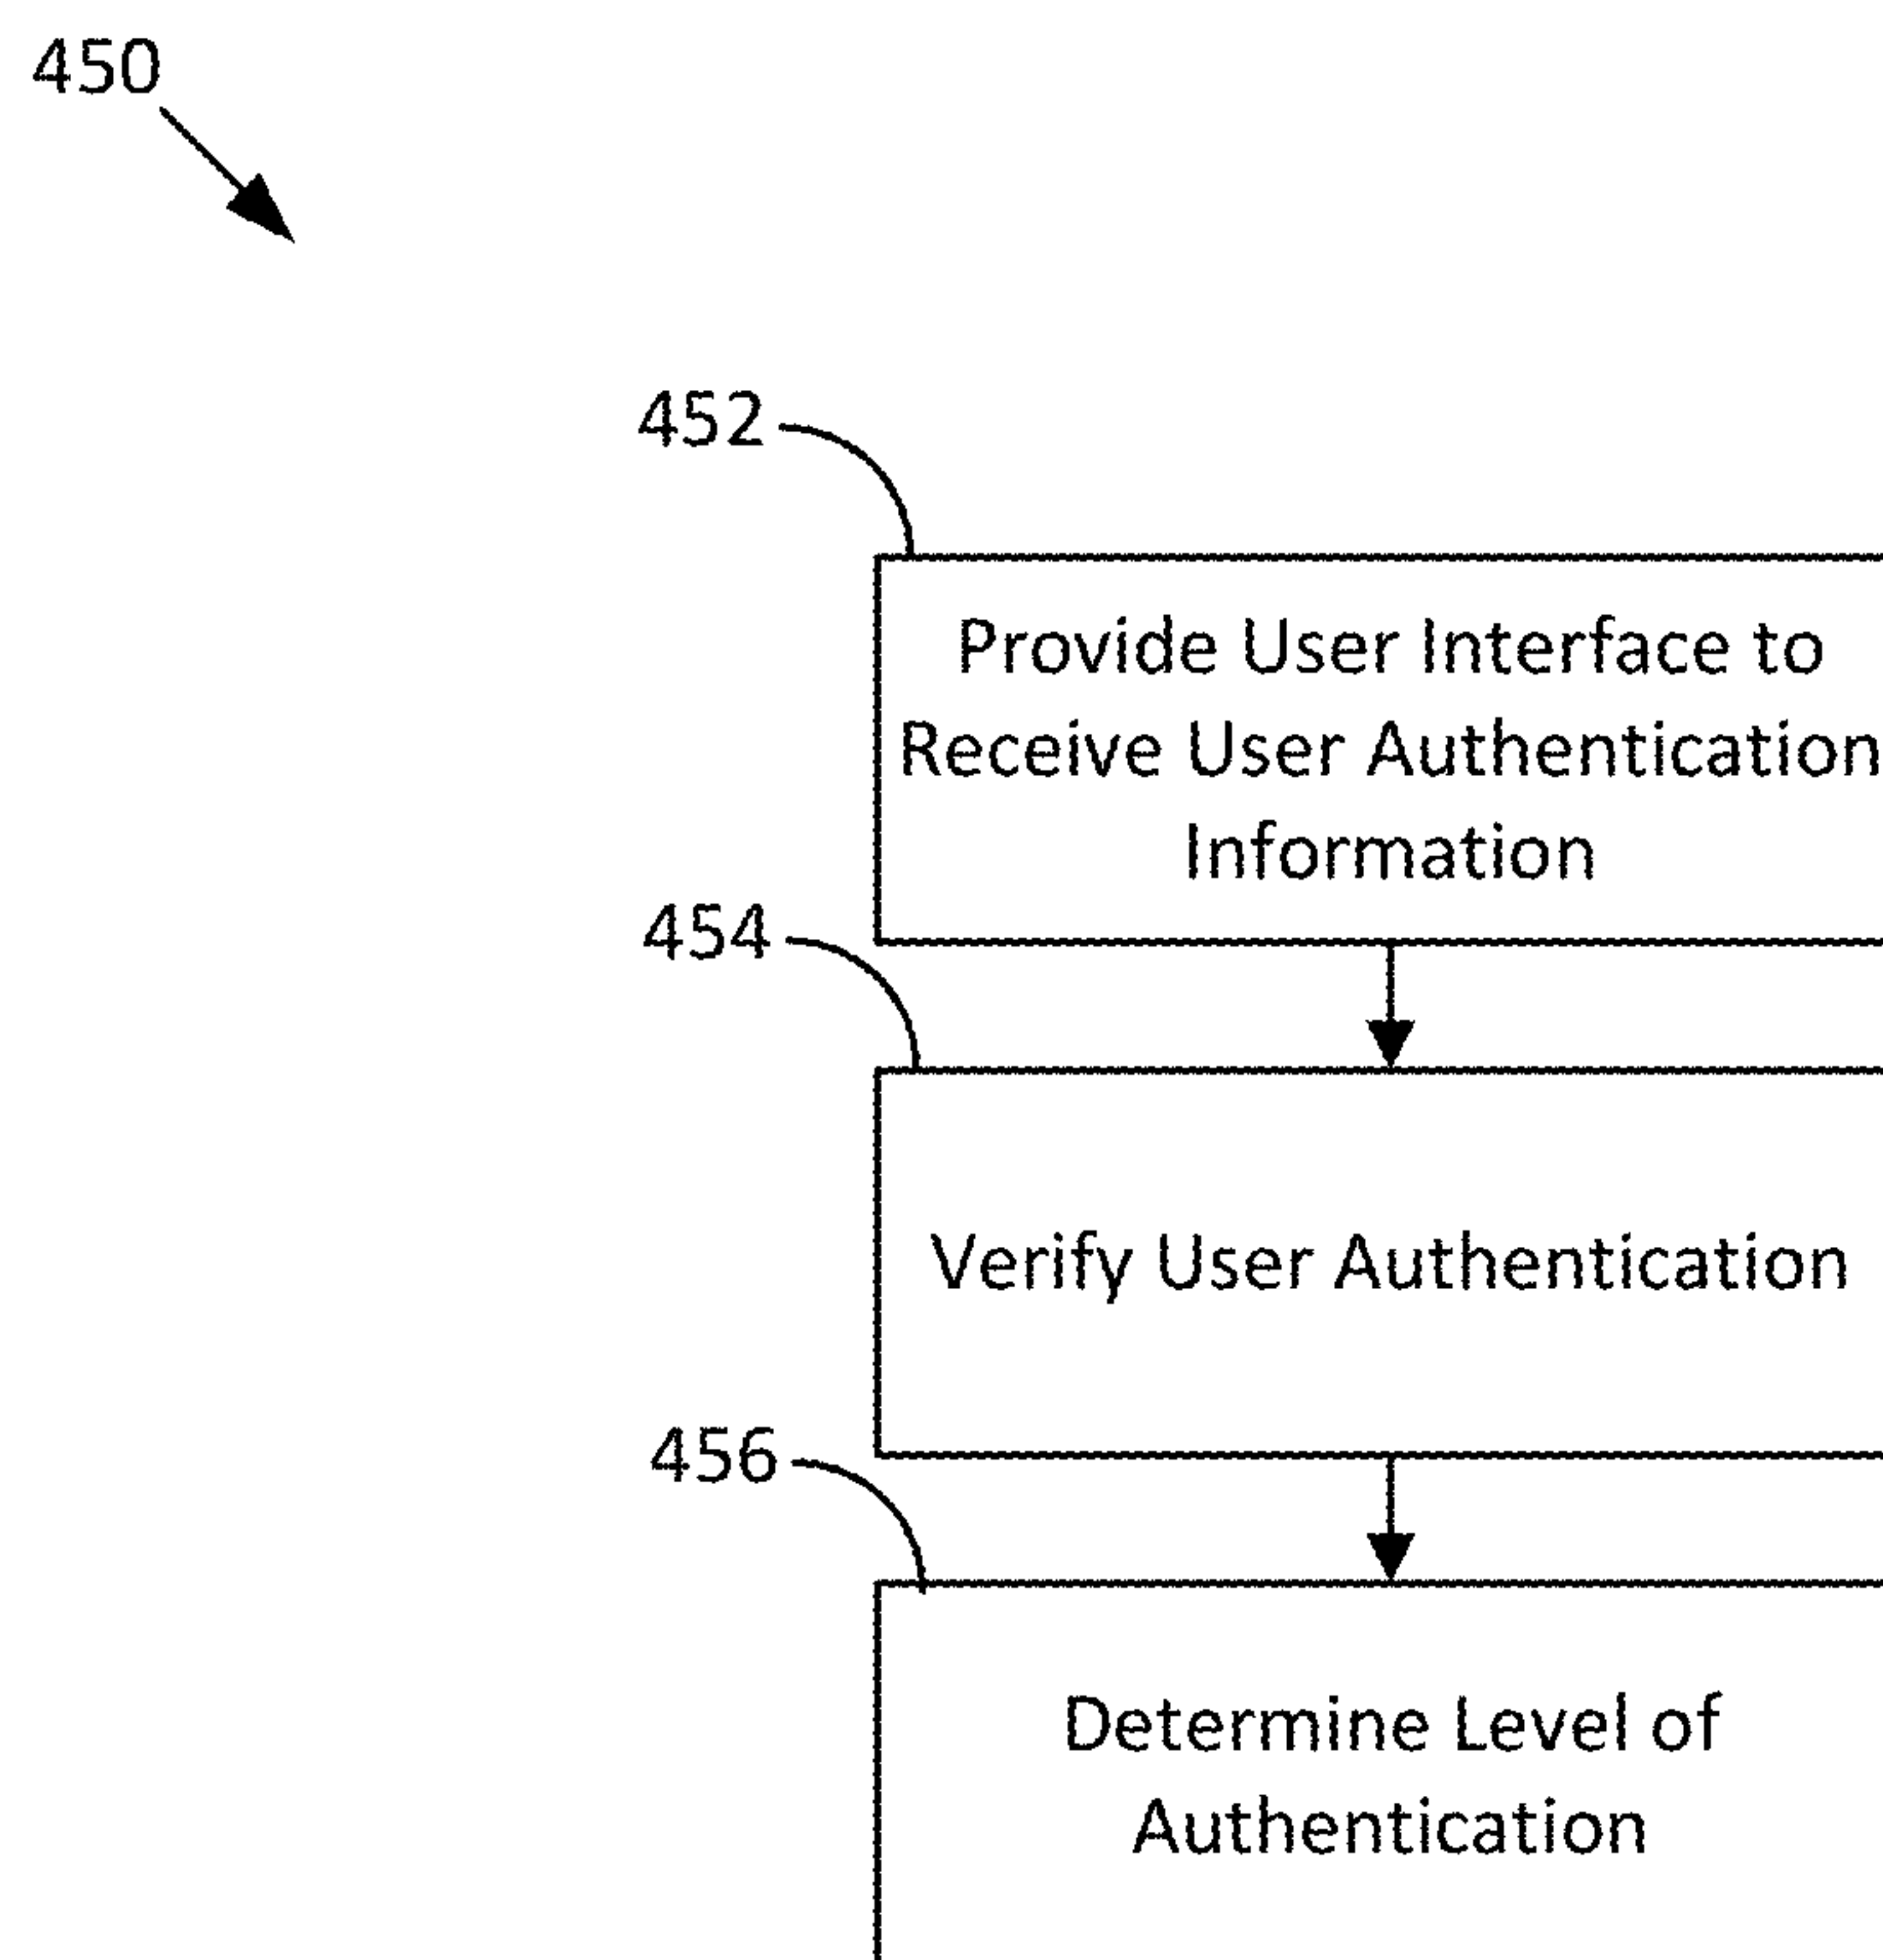 450
452
Provide User Interface to
Receive User Authentication
Information
454
Verify User Authentication
456
Determine Level of
Authentication